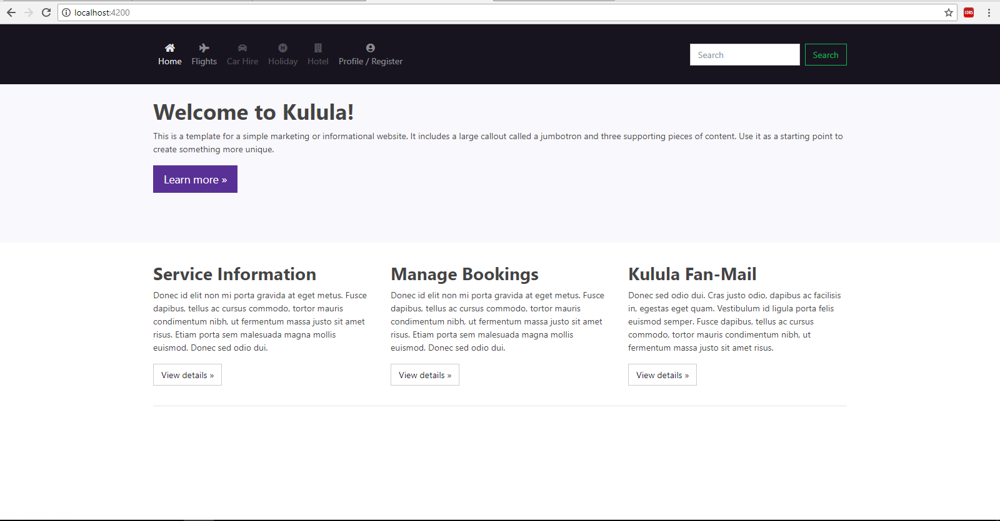 localhost:4200
CORS
Home Flights Car Hire Holiday Hotel Profile / Register Search Search
H
Welcome to Kulula!
This is a template for a simple marketing or informational website. It includes a large callout called a jumbotron and three supporting pieces of content. Use it as a starting point to
create something more unique.
Learn more »
Service Information
Donec id elit non mi porta gravida at eget metus. Fusce
dapibus, tellus ac cursus commodo, tortor mauris
condimentum nibh, ut fermentum massa justo sit amet
risus. Etiam porta sem malesuada magna mollis
euismod. Donec sed odio dui.
View details »
Manage Bookings
Donec id elit non mi porta gravida at eget metus. Fusce
dapibus, tellus ac cursus commodo, tortor mauris
condimentum nibh, ut fermentum massa justo sit amet
risus. Etiam porta sem malesuada magna mollis
euismod. Donec sed odio dui.
View details »
Kulula Fan-Mail
Donec sed odio dui. Cras justo odio, dapibus ac facilisis
in, egestas eget quam. Vestibulum id ligula porta felis
euismod semper. Fusce dapibus, tellus ac cursus
commodo, tortor mauris condimentum nibh, ut
fermentum massa justo sit amet risus.
View details »